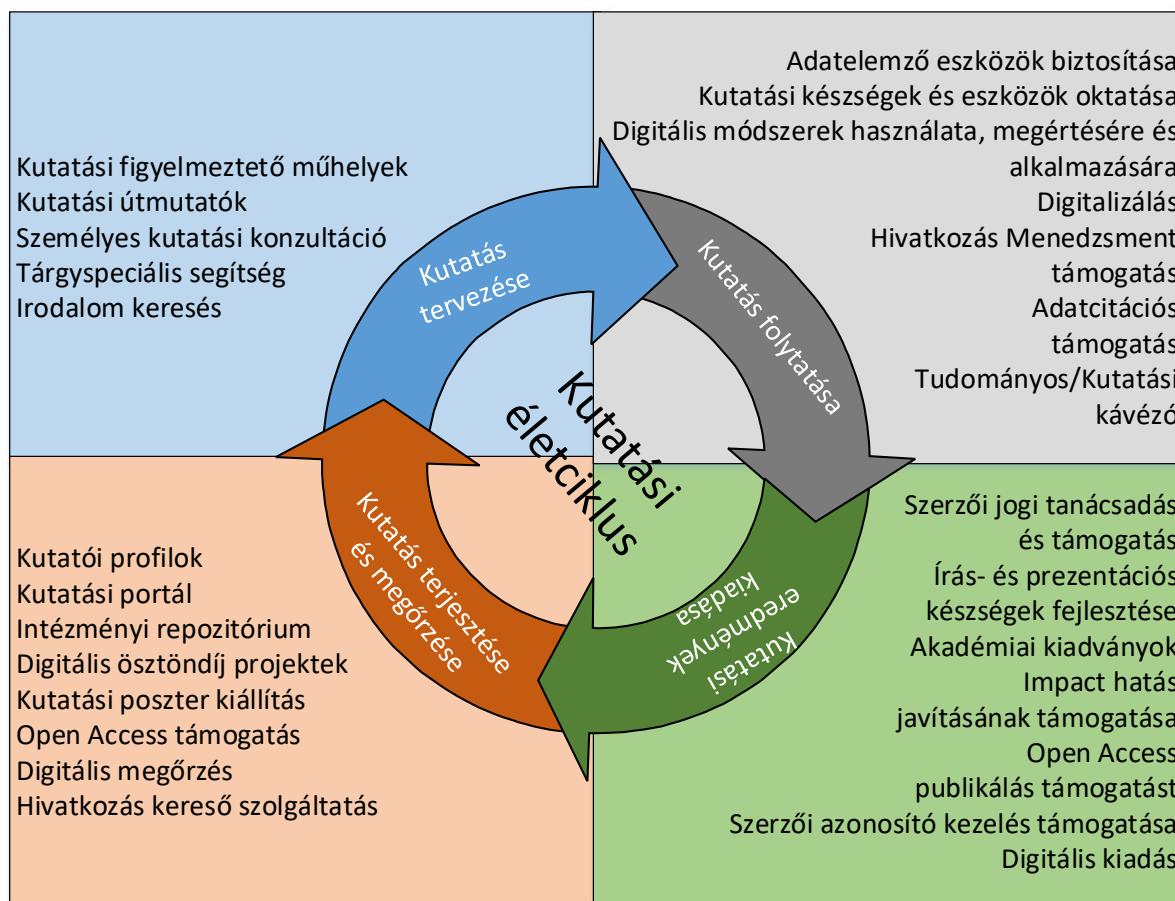 Kutatási figyelmeztető műhelyek
Kutatási útmutatók
Személyes kutatási konzultáció
Tárgyspeciális segítség
Irodalom keresés
Adatelemző eszközök biztosítása
Kutatási készségek és eszközök oktatása
Digitális módszerek használata, megértésére és
alkalmazására
Digitalizálás
Hivatkozás Menedzsment
támogatás
Adatcitációs
támogatás
Tudományos/Kutatási
kávézó
Kutatás
tervezése
Kutatás folytatása
Kutatási
életciklus
Kutatás terjesztése
és megőrzése
Kutatási
eredmények
kiadása
Kutatói profilok
Kutatási portál
Intézményi repozitórium
Digitális ösztöndíj projektek
Kutatási poszter kiállítás
Open Access támogatás
Digitális megőrzés
Hivatkozás kereső szolgáltatás
Szerzői jogi tanácsadás
és támogatás
Írás- és prezentációs
készségek fejlesztése
Akadémiai kiadványok
Impact hatás
javításának támogatása
Open Access
publikálás támogatást
Szerzői azonosító kezelés támogatása
Digitális kiadás